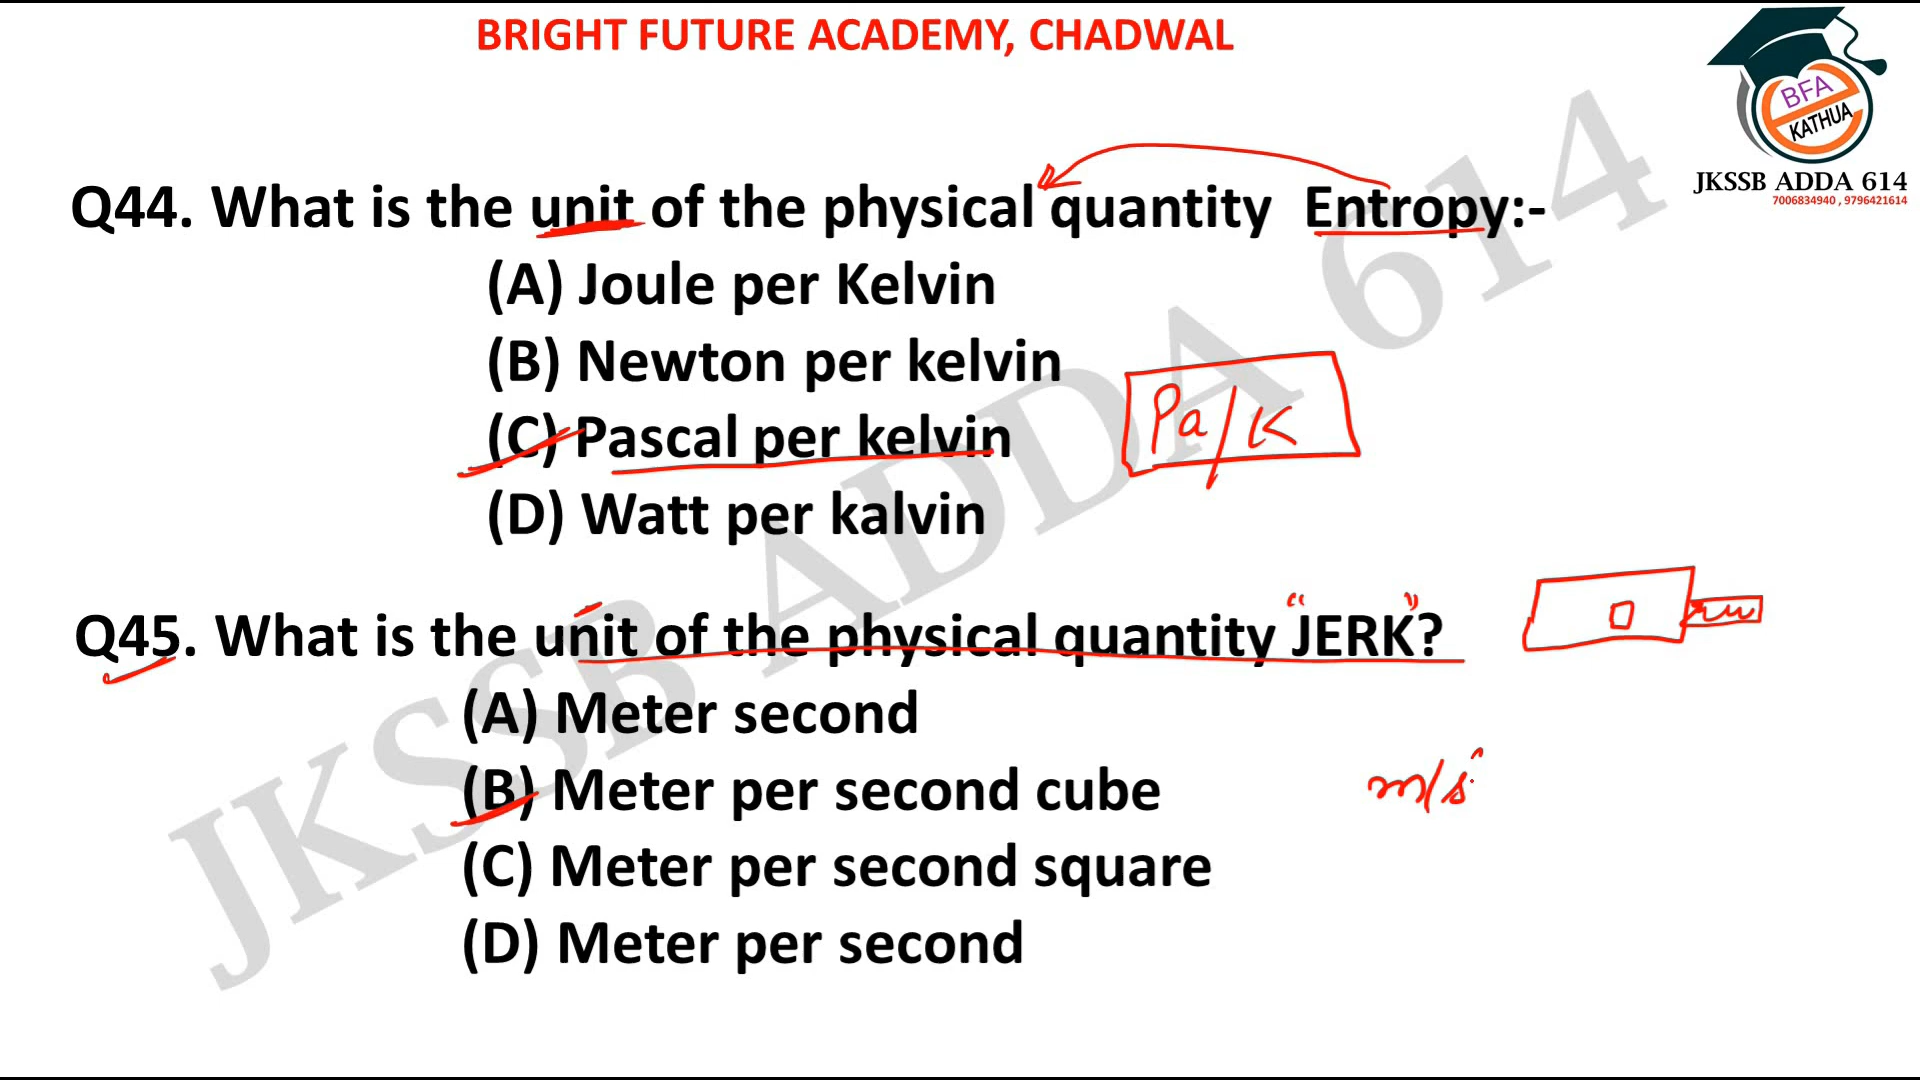 BRIGHT FUTURE ACADEMY, CHADWAL
BFA
KATHUA
JKSSB ADDA 614
7006834940 , 9796421614
Q44. What is the unit of the physical quantity Entropy:-
(A) Joule per Kelvin
(B) Newton per kelvin
(C) Pascal per kelvin
Pa/K
(D) Watt per kalvin
Q45. What is the unit of the physical quantity "JERK"?
(A) Meter second
(B) Meter per second cube
m/s
(C) Meter per second square
(D) Meter per second
JKSSB ADDA 614